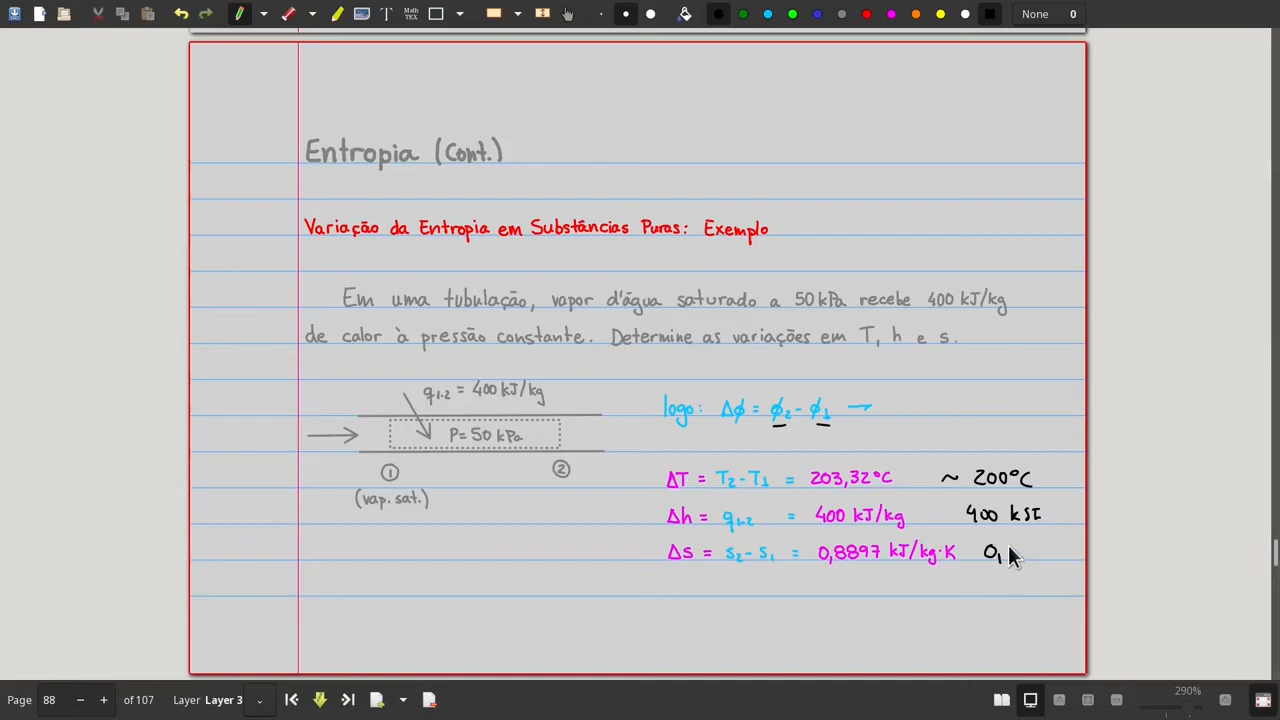 Math
TEX
None 0
Entropia (Cont.)
Variação da Entropia em Substâncias Puras: Exemplo
Em uma tubulação, vapor d'água saturado a 50 kPa recebe 400 kJ/kg
de calor à pressão constante. Determine as variações em T, h e s.
q₁.₂ = 400 kJ/kg
P = 50 kPa
① ②
(vap. sat.)
logo: Δφ = φ₂ - φ₁ —
ΔT = T₂ - T₁ = 203,32°C ~ 200°C
Δh = q₁.₂ = 400 kJ/kg 400 kSI
Δs = s₂ - s₁ = 0,8897 kJ/kg·K 0,
Page 88 − + of 107 Layer Layer 3
290%